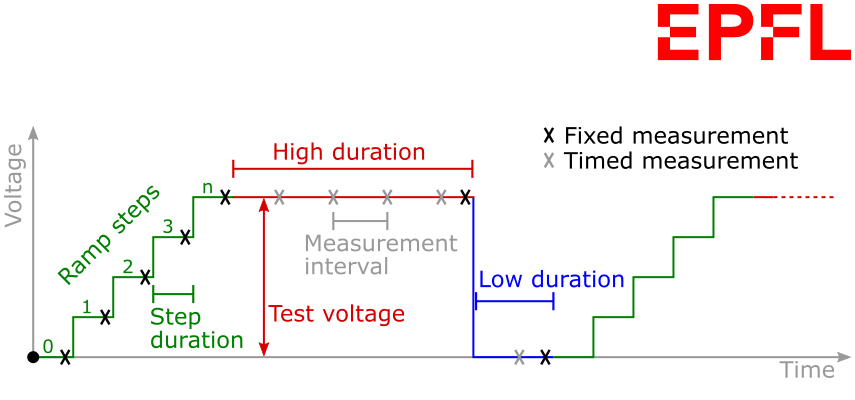 EPFL
Voltage
High duration
Fixed measurement
Timed measurement
Ramp steps
0
1
2
3
n
Step
duration
Measurement
interval
Test voltage
Low duration
Time